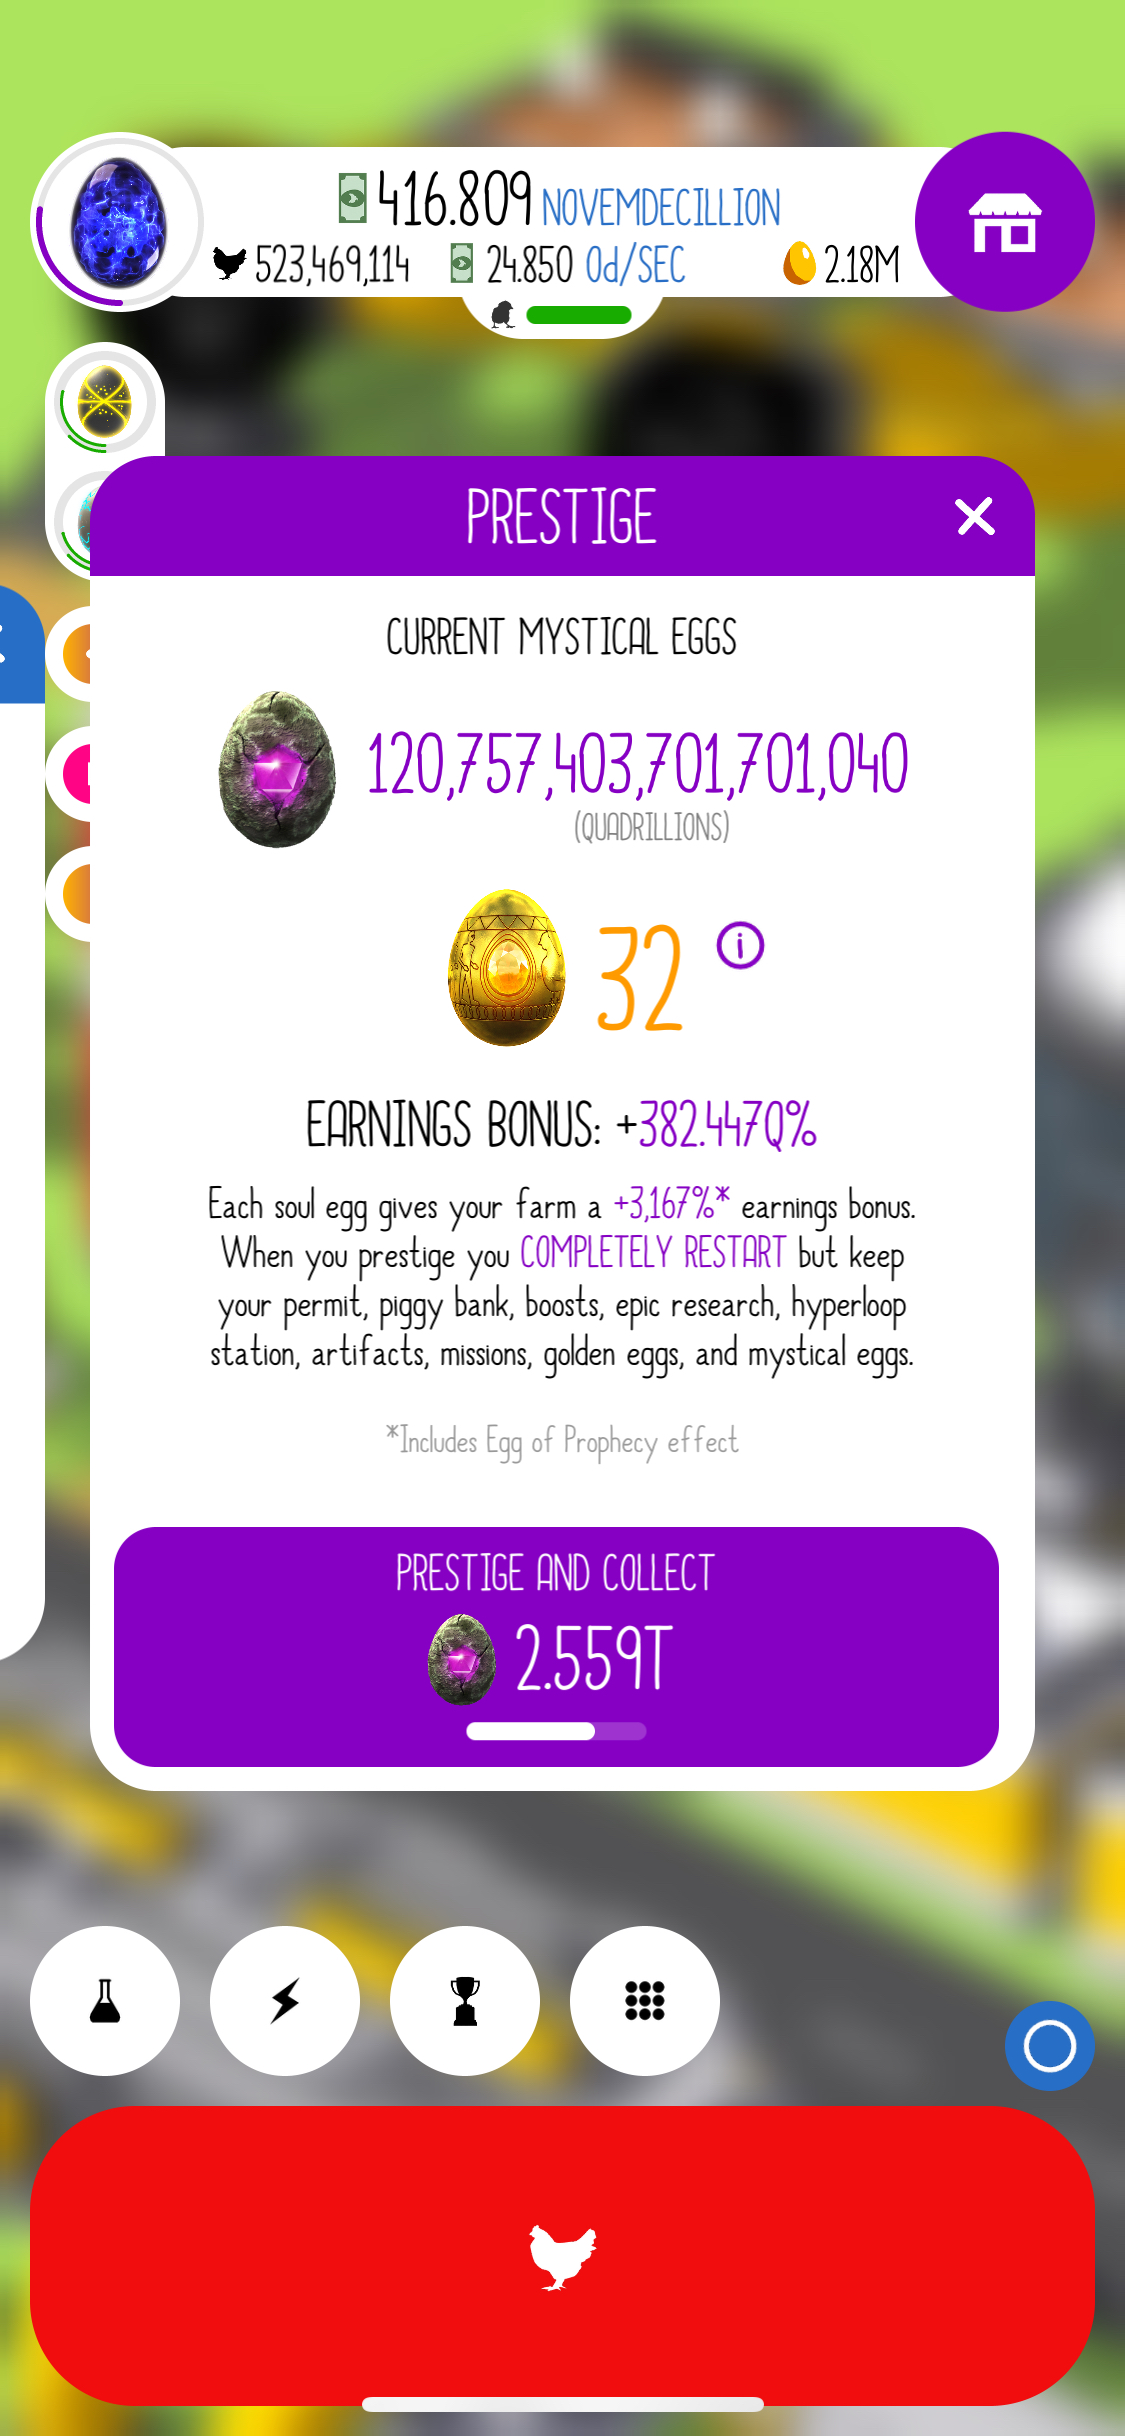 416.809 NOVEMDECILLION
523,469,114 24.850 Od/SEC 2.18M
PRESTIGE
CURRENT MYSTICAL EGGS
120,757,403,701,701,040
(QUADRILLIONS)
32
EARNINGS BONUS: +382.447Q%
Each soul egg gives your farm a +3,167%* earnings bonus.
When you prestige you COMPLETELY RESTART but keep
your permit, piggy bank, boosts, epic research, hyperloop
station, artifacts, missions, golden eggs, and mystical eggs.
*Includes Egg of Prophecy effect
PRESTIGE AND COLLECT
2.559T